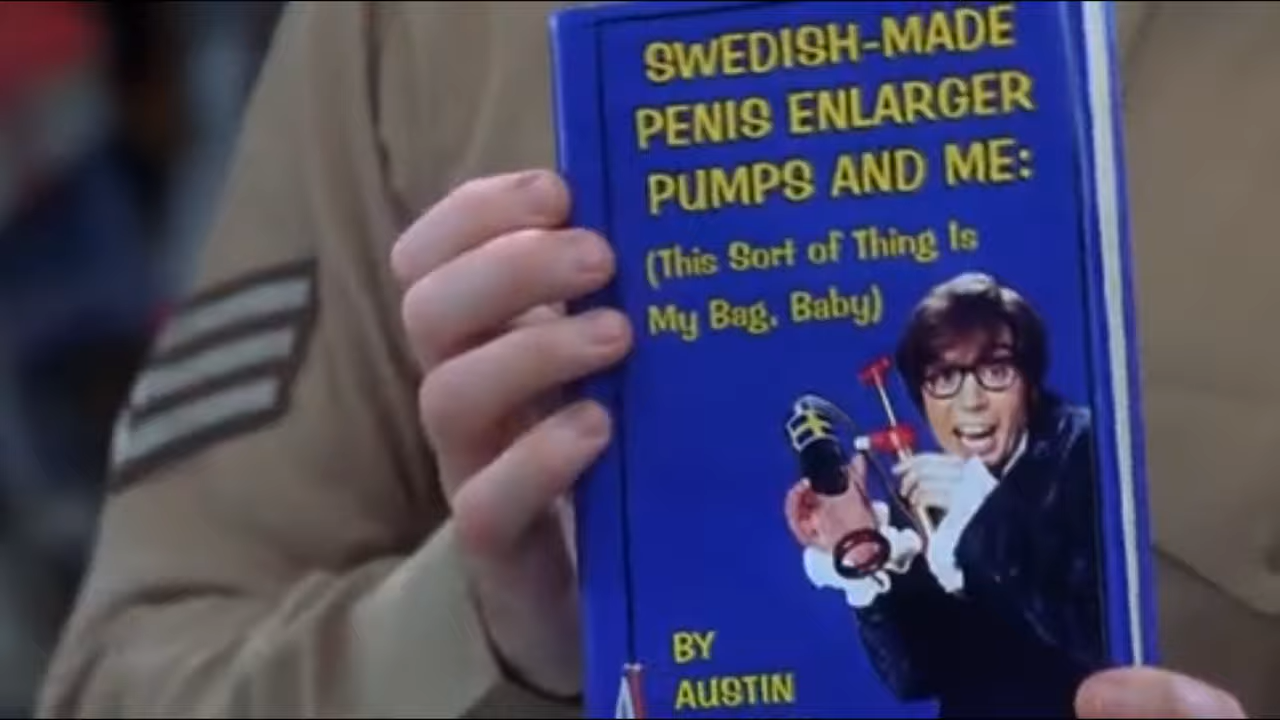 SWEDISH-MADE
PENIS ENLARGER
PUMPS AND ME:
(This Sort of Thing Is
My Bag, Baby)
BY
AUSTIN